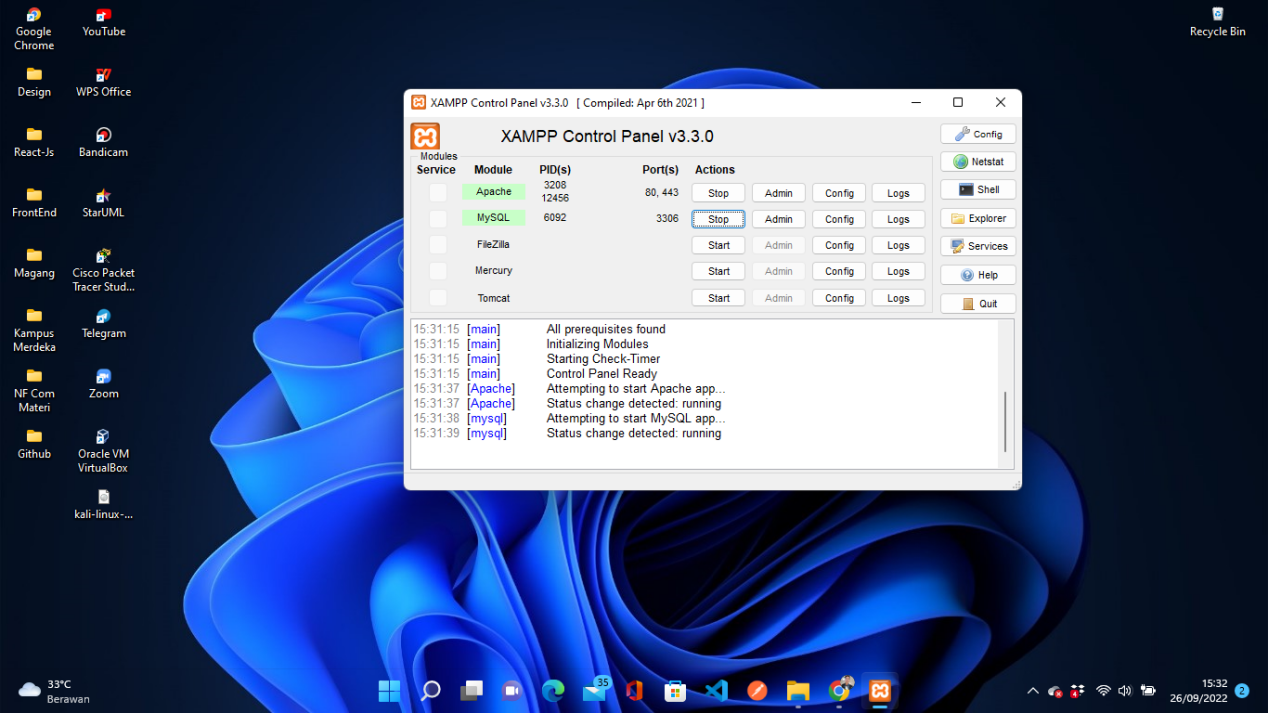 Google
Chrome
YouTube
Recycle Bin
Design
WPS Office
React-Js
Bandicam
FrontEnd
StarUML
Magang
Cisco Packet
Tracer Stud...
Kampus
Merdeka
Telegram
NF Com
Materi
Zoom
Github
Oracle VM
VirtualBox
kali-linux-...
XAMPP Control Panel v3.3.0 [ Compiled: Apr 6th 2021 ]
XAMPP Control Panel v3.3.0
Config
Modules
Service Module PID(s) Port(s) Actions
Netstat
Apache 3208 80, 443 Stop Admin Config Logs
12456
Shell
MySQL 6092 3306 Stop Admin Config Logs
Explorer
FileZilla Start Admin Config Logs
Services
Mercury Start Admin Config Logs
Help
Tomcat Start Admin Config Logs
Quit
15:31:15 [main] All prerequisites found
15:31:15 [main] Initializing Modules
15:31:15 [main] Starting Check-Timer
15:31:15 [main] Control Panel Ready
15:31:37 [Apache] Attempting to start Apache app...
15:31:37 [Apache] Status change detected: running
15:31:38 [mysql] Attempting to start MySQL app...
15:31:39 [mysql] Status change detected: running
33°C
Berawan
35
4
15:32
26/09/2022
2